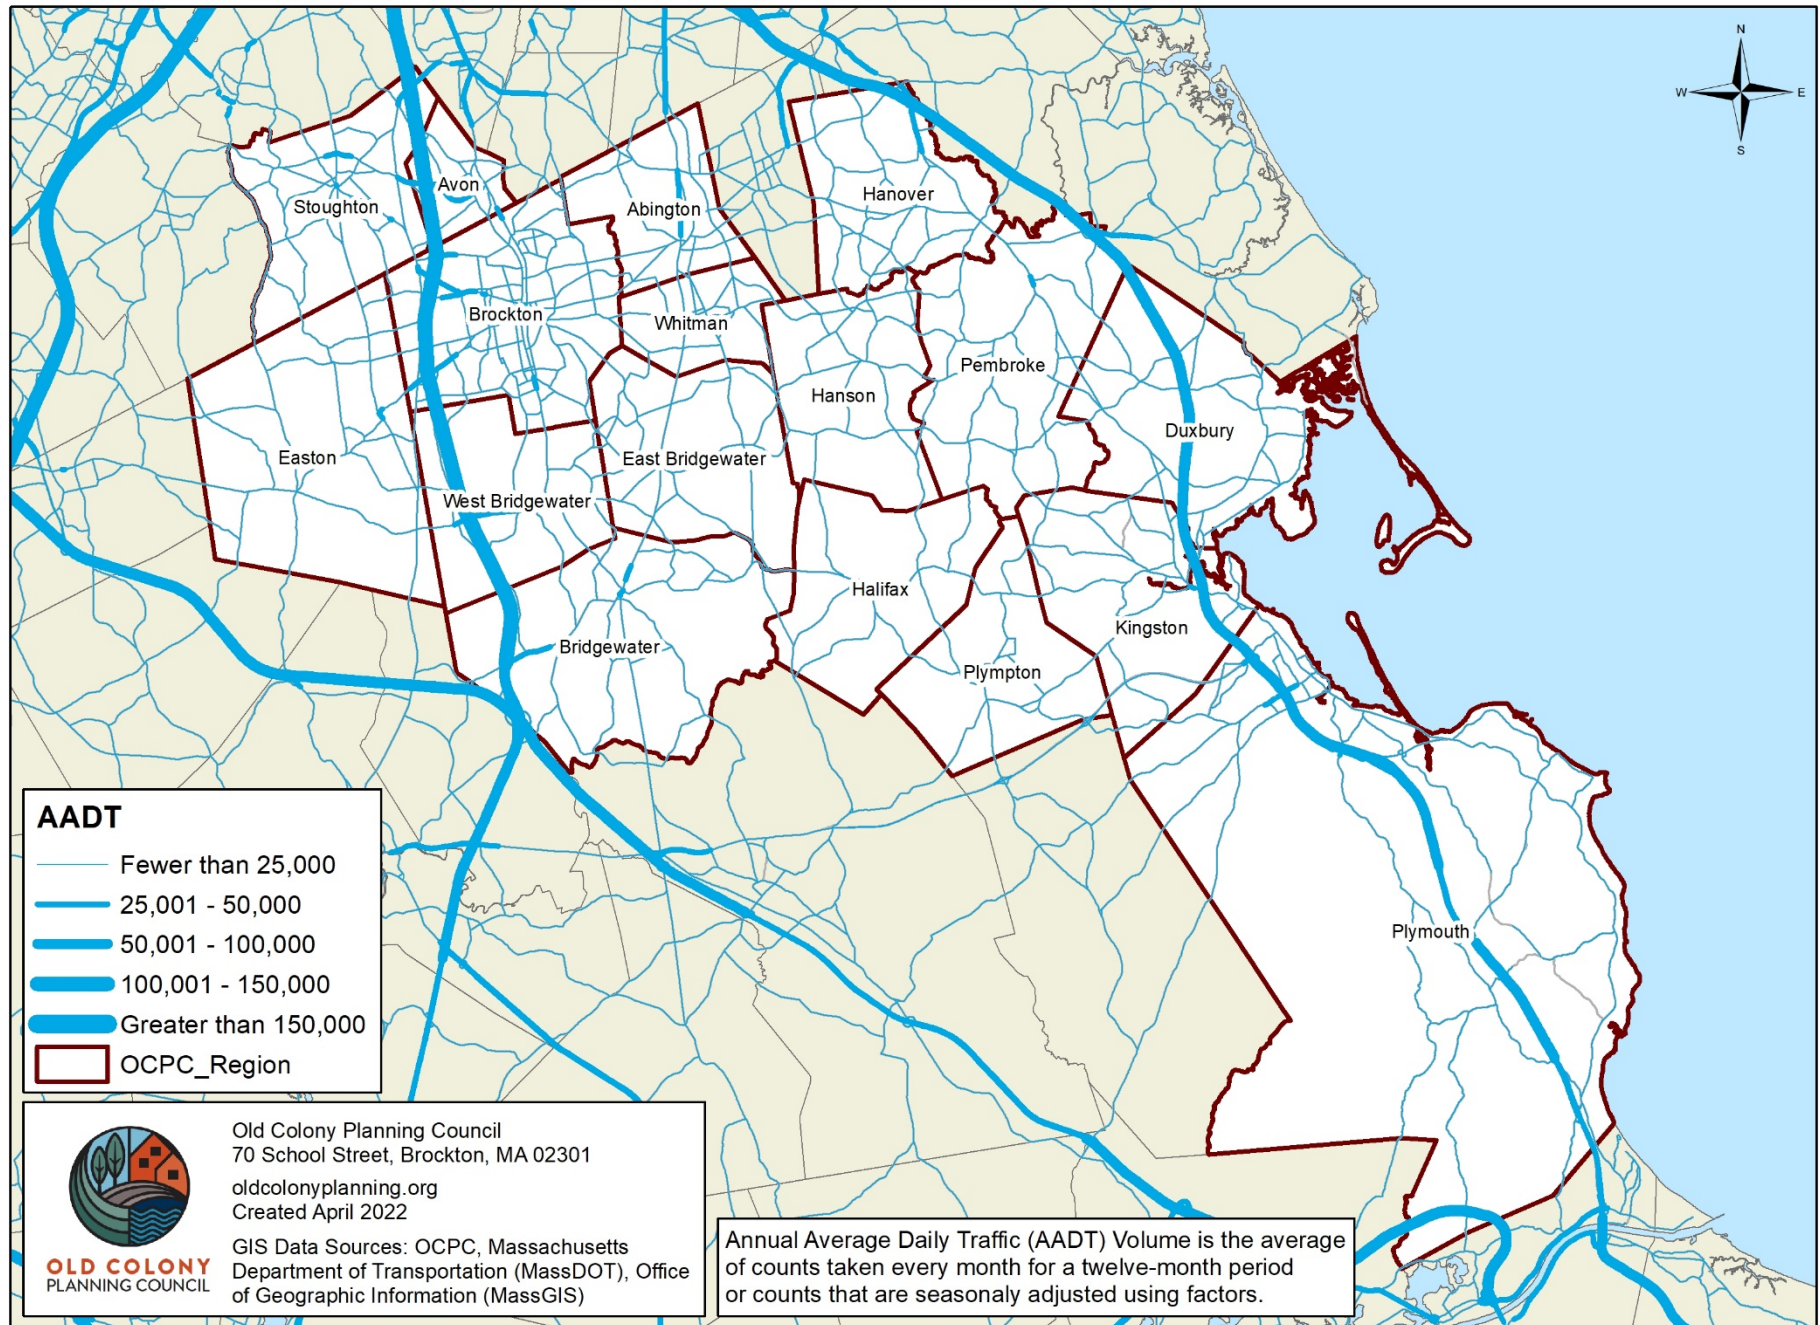 N
W
E
S
Stoughton
Avon
Abington
Hanover
Brockton
Whitman
Pembroke
Hanson
Duxbury
Easton
East Bridgewater
West Bridgewater
Halifax
Kingston
Bridgewater
Plympton
Plymouth
AADT
Fewer than 25,000
25,001 - 50,000
50,001 - 100,000
100,001 - 150,000
Greater than 150,000
OCPC_Region
OLD COLONY
PLANNING COUNCIL
Old Colony Planning Council
70 School Street, Brockton, MA 02301
oldcolonyplanning.org
Created April 2022
GIS Data Sources: OCPC, Massachusetts
Department of Transportation (MassDOT), Office
of Geographic Information (MassGIS)
Annual Average Daily Traffic (AADT) Volume is the average
of counts taken every month for a twelve-month period
or counts that are seasonaly adjusted using factors.